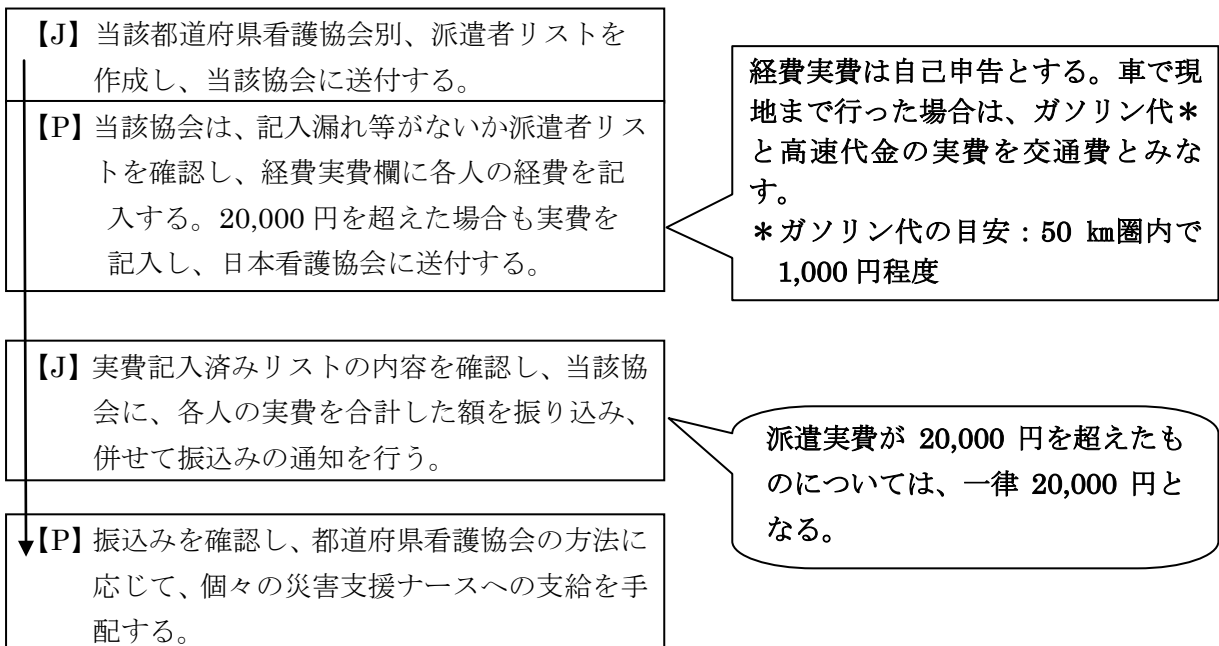 【J】当該都道府県看護協会別、派遣者リストを
作成し、当該協会に送付する。
【P】当該協会は、記入漏れ等がないか派遣者リス
トを確認し、経費実費欄に各人の経費を記
入する。20,000 円を超えた場合も実費を
記入し、日本看護協会に送付する。
経費実費は自己申告とする。車で現
地まで行った場合は、ガソリン代＊
と高速代金の実費を交通費とみな
す。
＊ガソリン代の目安：50 ㎞圏内で
1,000 円程度
【J】実費記入済みリストの内容を確認し、当該協
会に、各人の実費を合計した額を振り込み、
併せて振込みの通知を行う。
派遣実費が 20,000 円を超えたも
のについては、一律 20,000 円と
なる。
【P】振込みを確認し、都道府県看護協会の方法に
応じて、個々の災害支援ナースへの支給を手
配する。